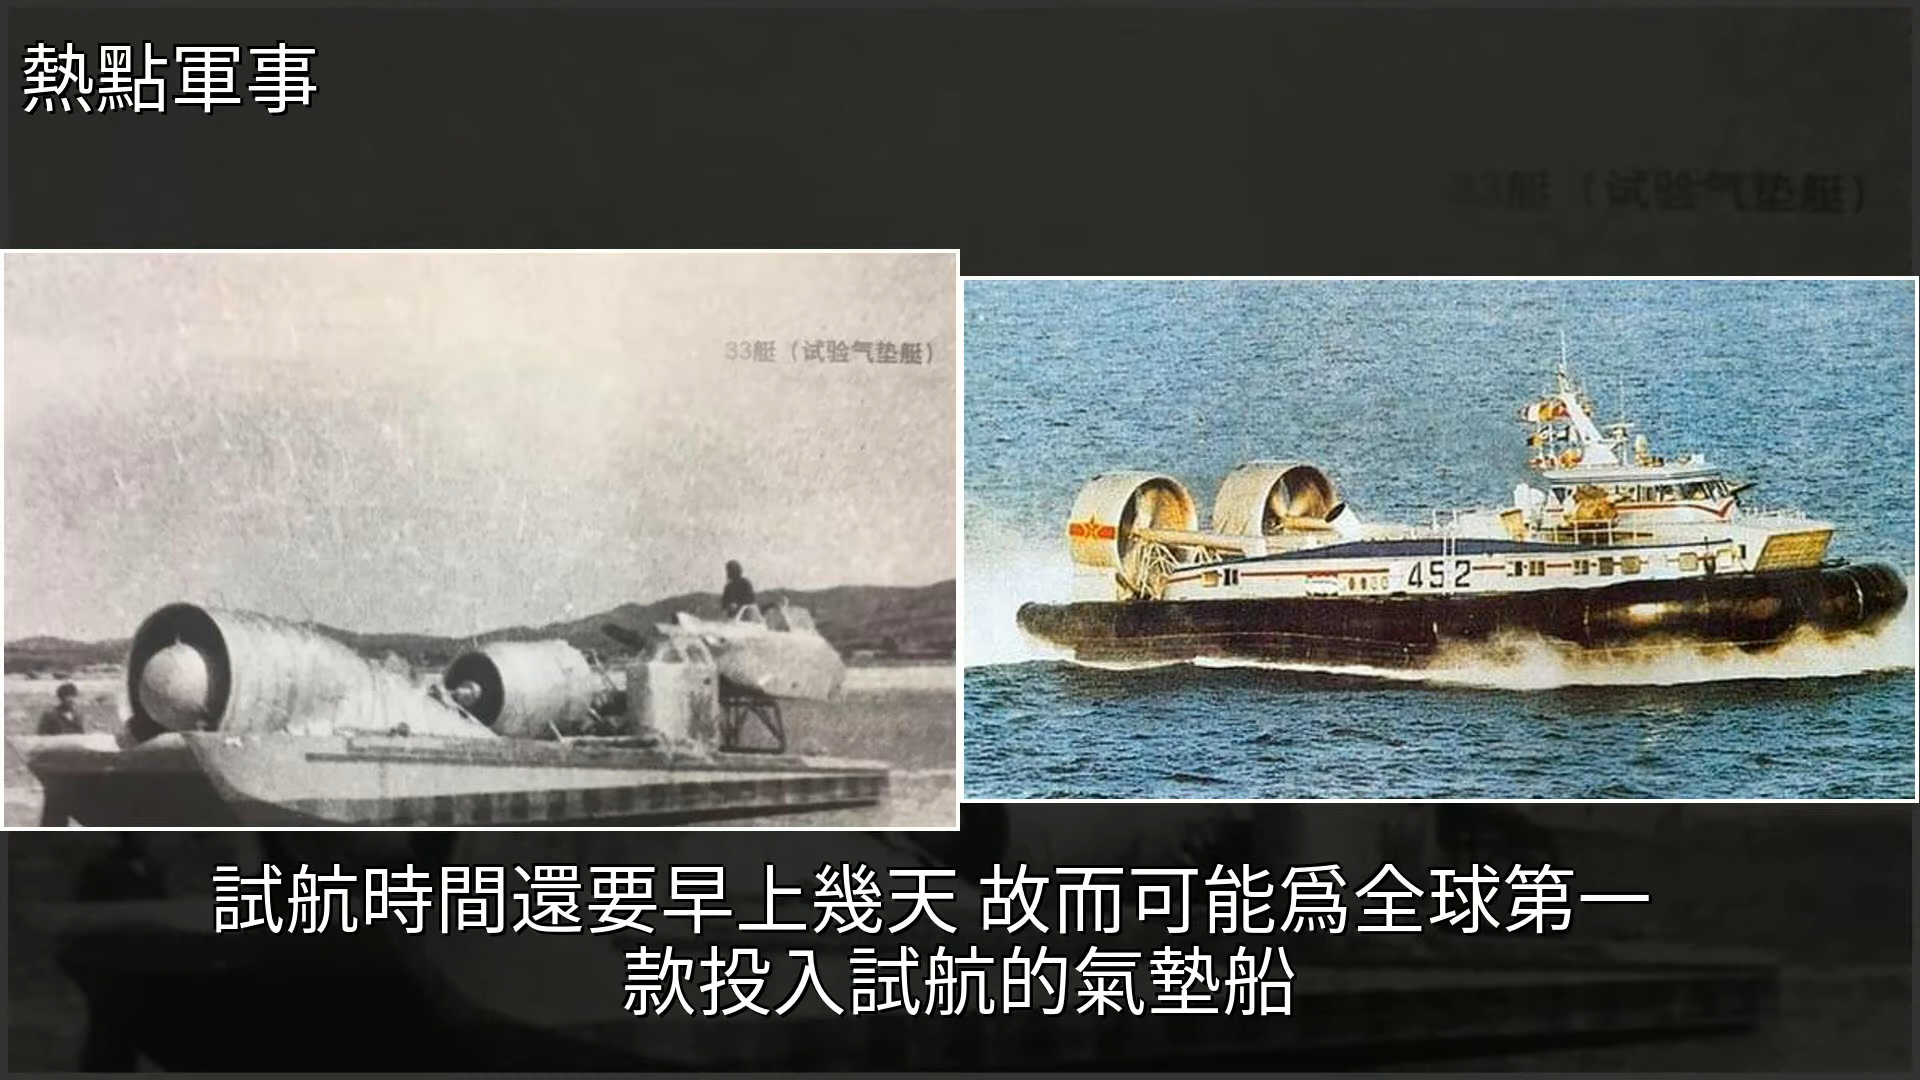 熱點軍事
33艇（试验气垫艇）
33艇（试验气垫艇）
452
試航時間還要早上幾天 故而可能爲全球第一
款投入試航的氣墊船